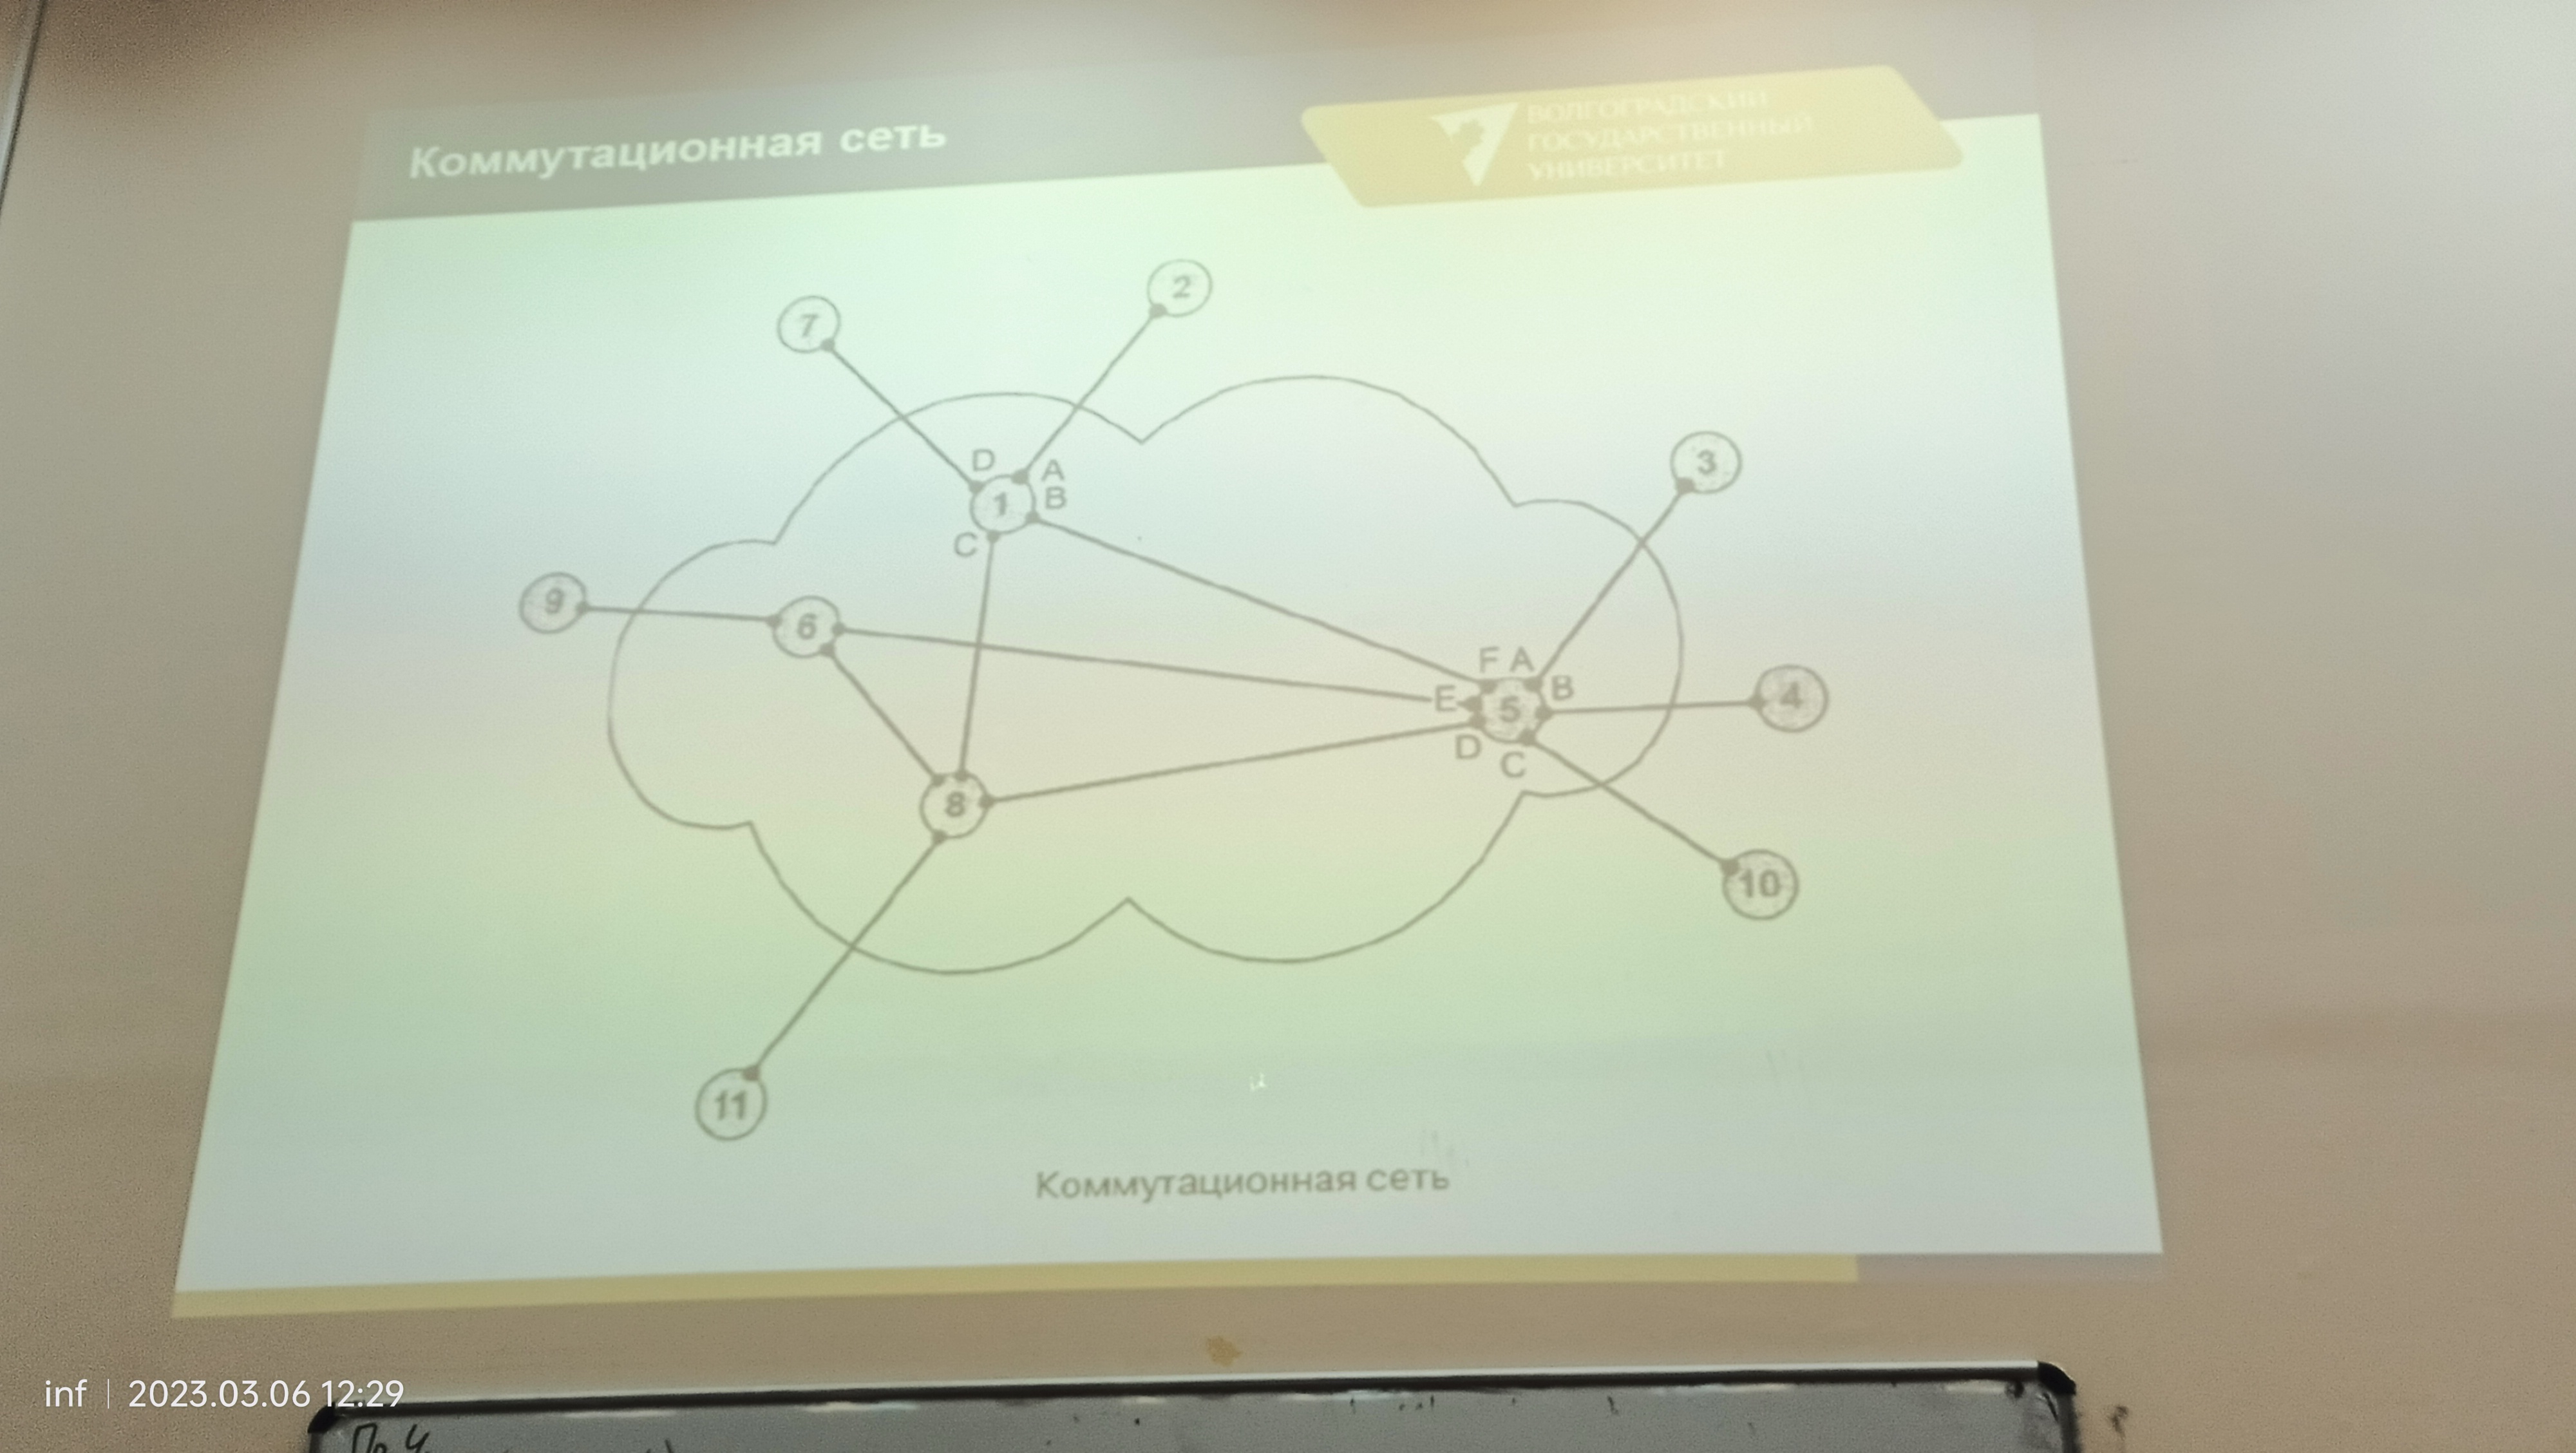 Коммутационная сеть
ВОЛГОГРАДСКИЙ
ГОСУДАРСТВЕННЫЙ
УНИВЕРСИТЕТ
2
7
3
D
A
1
B
C
9
6
F A
E
5
B
4
D
C
8
10
11
Коммутационная сеть
inf | 2023.03.06 12:29